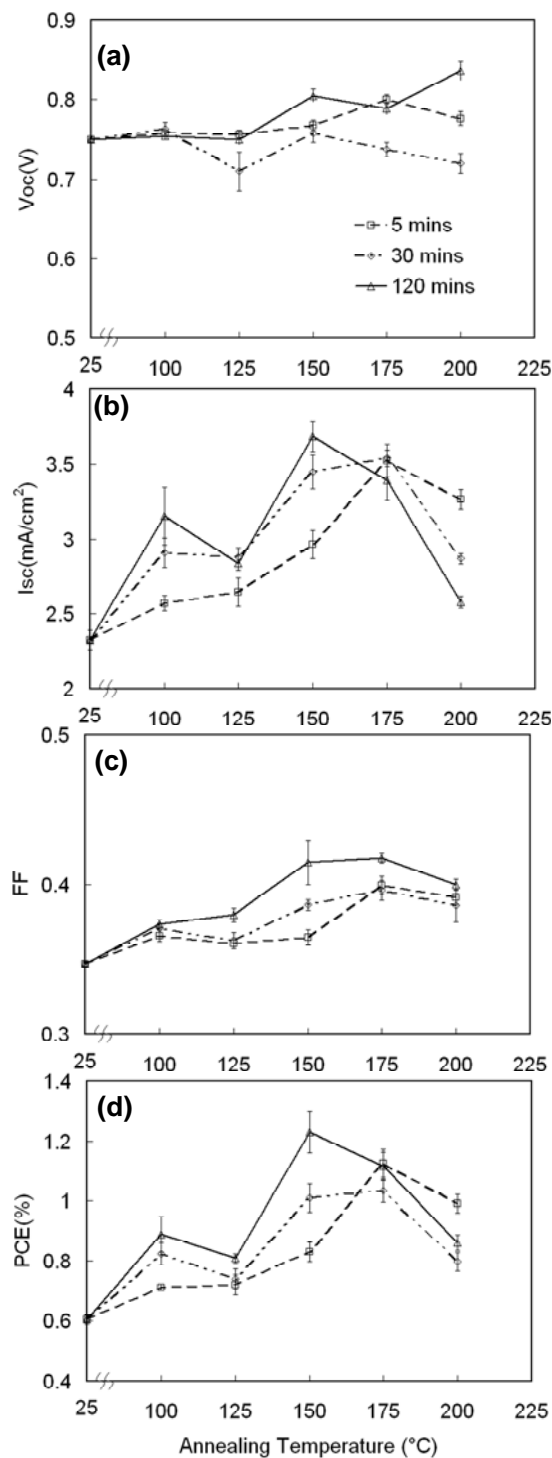 (a)
Voc(V)
0.9
0.8
0.7
0.6
0.5
5 mins
30 mins
120 mins
25 100 125 150 175 200 225
(b)
Isc(mA/cm²)
4
3.5
3
2.5
2
25 100 125 150 175 200 225
(c)
FF
0.5
0.4
0.3
25 100 125 150 175 200 225
(d)
PCE(%)
1.4
1.2
1
0.8
0.6
0.4
25 100 125 150 175 200 225
Annealing Temperature (°C)